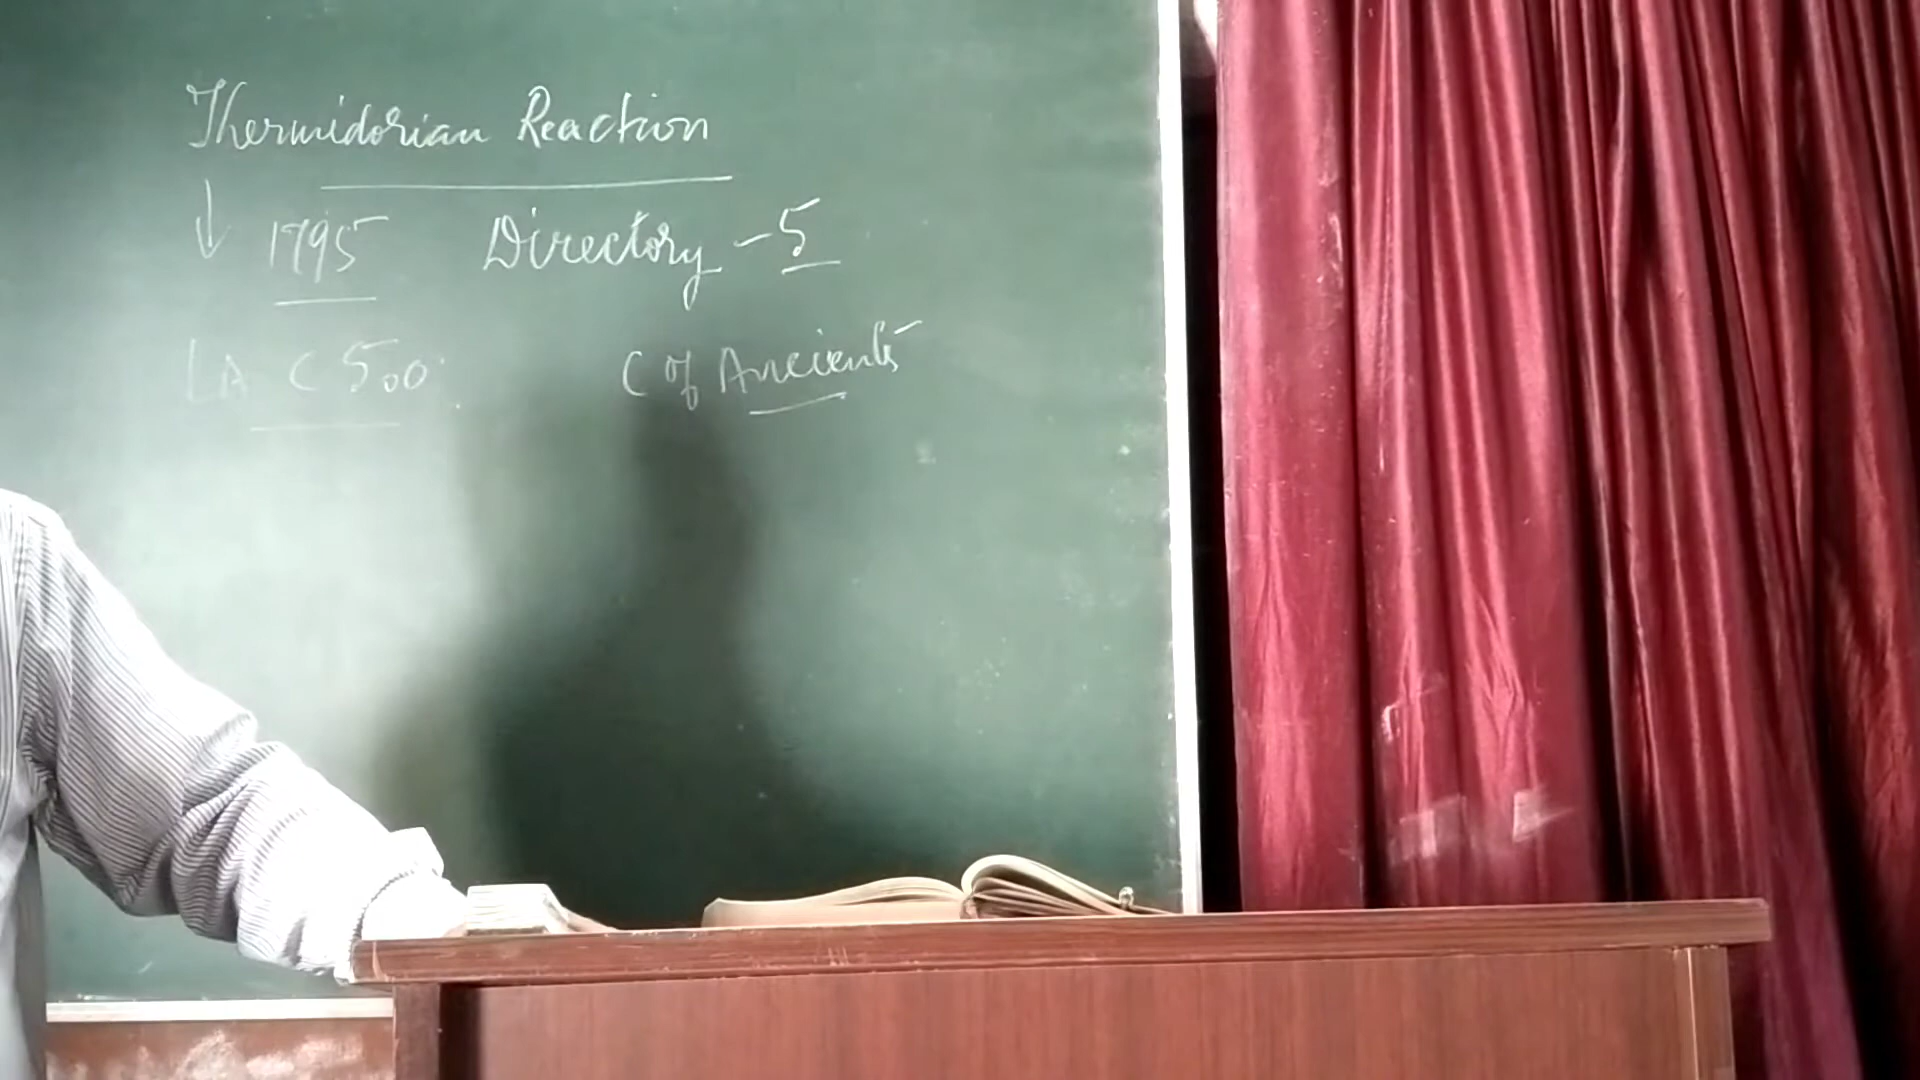 Thermidorian Reaction
↓ 1795 Directory - 5
LA C 500 C of Ancients